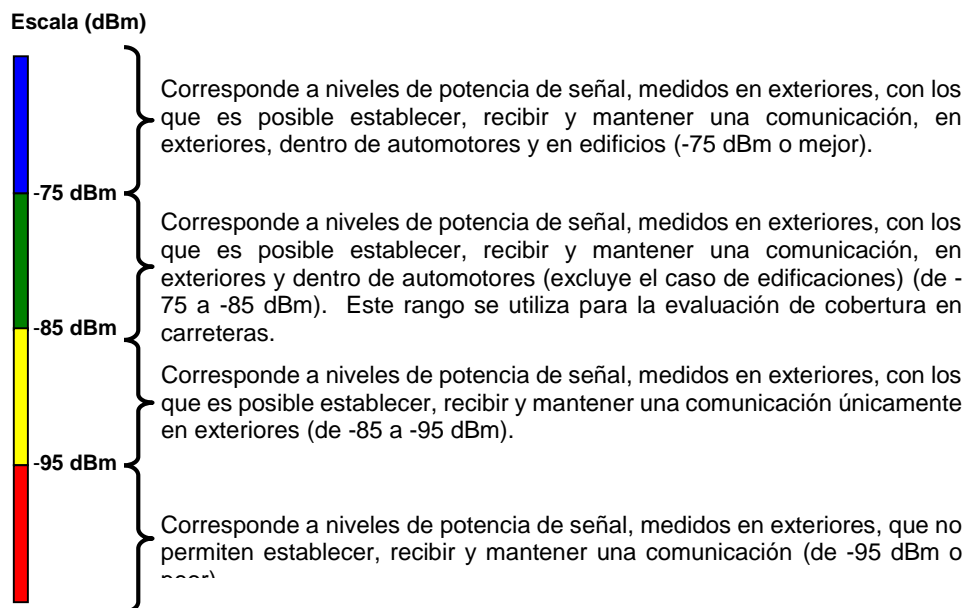 Escala (dBm)
Corresponde a niveles de potencia de señal, medidos en exteriores, con los
que es posible establecer, recibir y mantener una comunicación, en
exteriores, dentro de automotores y en edificios (-75 dBm o mejor).
-75 dBm
Corresponde a niveles de potencia de señal, medidos en exteriores, con los
que es posible establecer, recibir y mantener una comunicación, en
exteriores y dentro de automotores (excluye el caso de edificaciones) (de -
75 a -85 dBm). Este rango se utiliza para la evaluación de cobertura en
carreteras.
-85 dBm
Corresponde a niveles de potencia de señal, medidos en exteriores, con los
que es posible establecer, recibir y mantener una comunicación únicamente
en exteriores (de -85 a -95 dBm).
-95 dBm
Corresponde a niveles de potencia de señal, medidos en exteriores, que no
permiten establecer, recibir y mantener una comunicación (de -95 dBm o